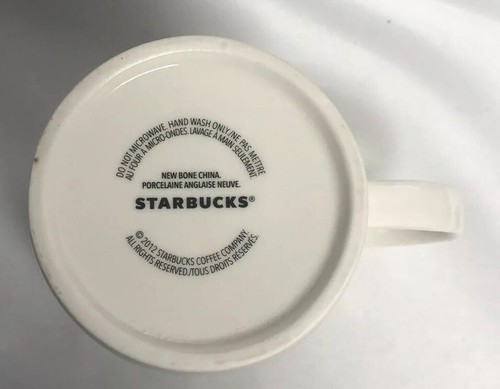 DO NOT MICROWAVE. HAND WASH ONLY./NE PAS METTRE
AU FOUR À MICRO-ONDES. LAVAGE À MAIN SEULEMENT
NEW BONE CHINA.
PORCELAINE ANGLAISE NEUVE.
STARBUCKS®
© 2012 STARBUCKS COFFEE COMPANY.
ALL RIGHTS RESERVED./TOUS DROITS RÉSERVÉS.